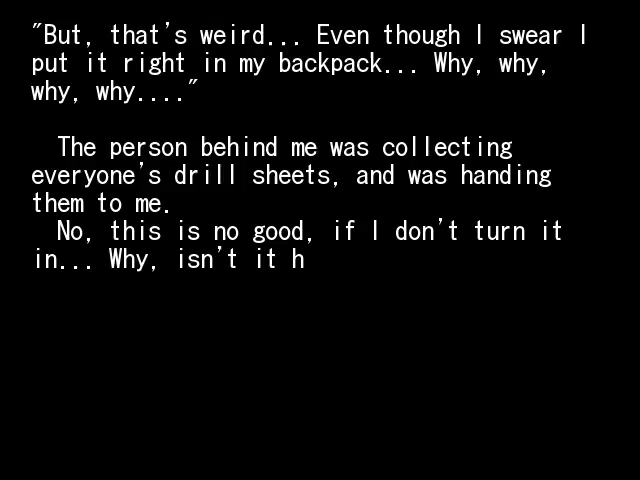 "But, that's weird... Even though I swear I
put it right in my backpack... Why, why,
why, why...."
The person behind me was collecting
everyone's drill sheets, and was handing
them to me.
No, this is no good, if I don't turn it
in... Why, isn't it h